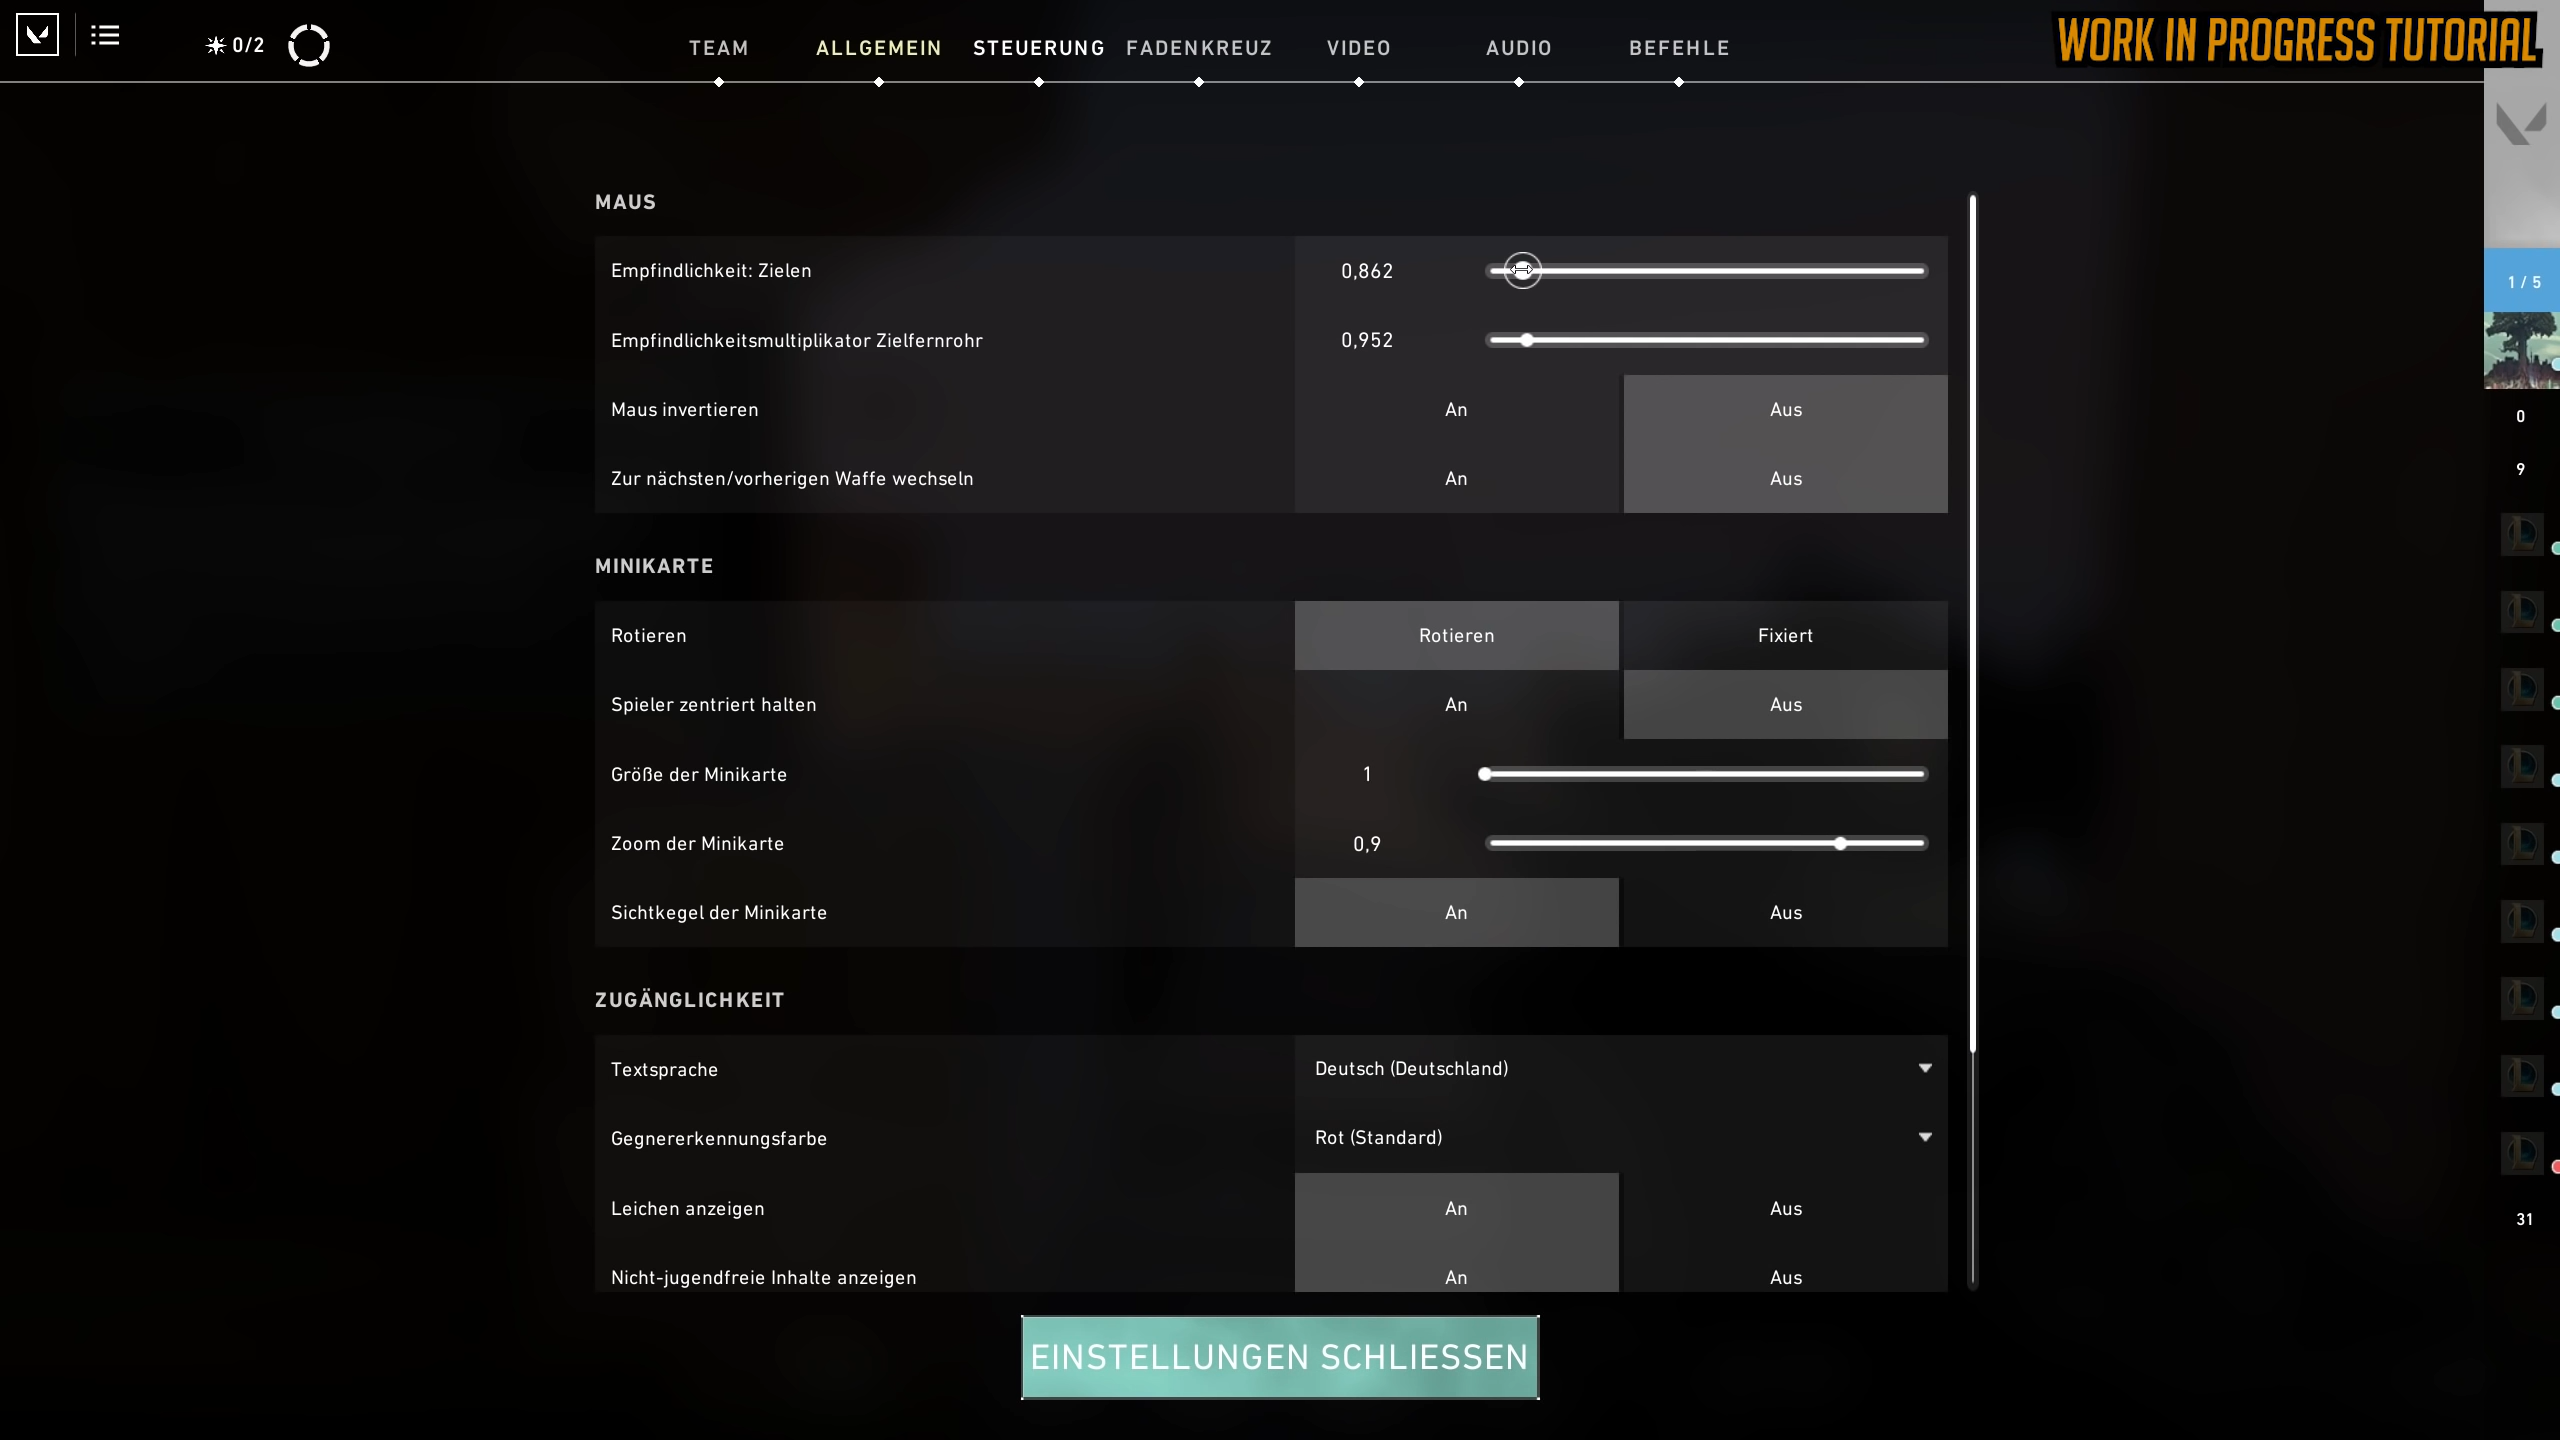 0/2
TEAM
ALLGEMEIN
STEUERUNG
FADENKREUZ
VIDEO
AUDIO
BEFEHLE
WORK IN PROGRESS TUTORIAL
MAUS
Empfindlichkeit: Zielen 0,862
Empfindlichkeitsmultiplikator Zielfernrohr 0,952
Maus invertieren An Aus
Zur nächsten/vorherigen Waffe wechseln An Aus
MINIKARTE
Rotieren Rotieren Fixiert
Spieler zentriert halten An Aus
Größe der Minikarte 1
Zoom der Minikarte 0,9
Sichtkegel der Minikarte An Aus
ZUGÄNGLICHKEIT
Textsprache Deutsch (Deutschland)
Gegnererkennungsfarbe Rot (Standard)
Leichen anzeigen An Aus
Nicht-jugendfreie Inhalte anzeigen An Aus
EINSTELLUNGEN SCHLIESSEN
1 / 5
0
9
31